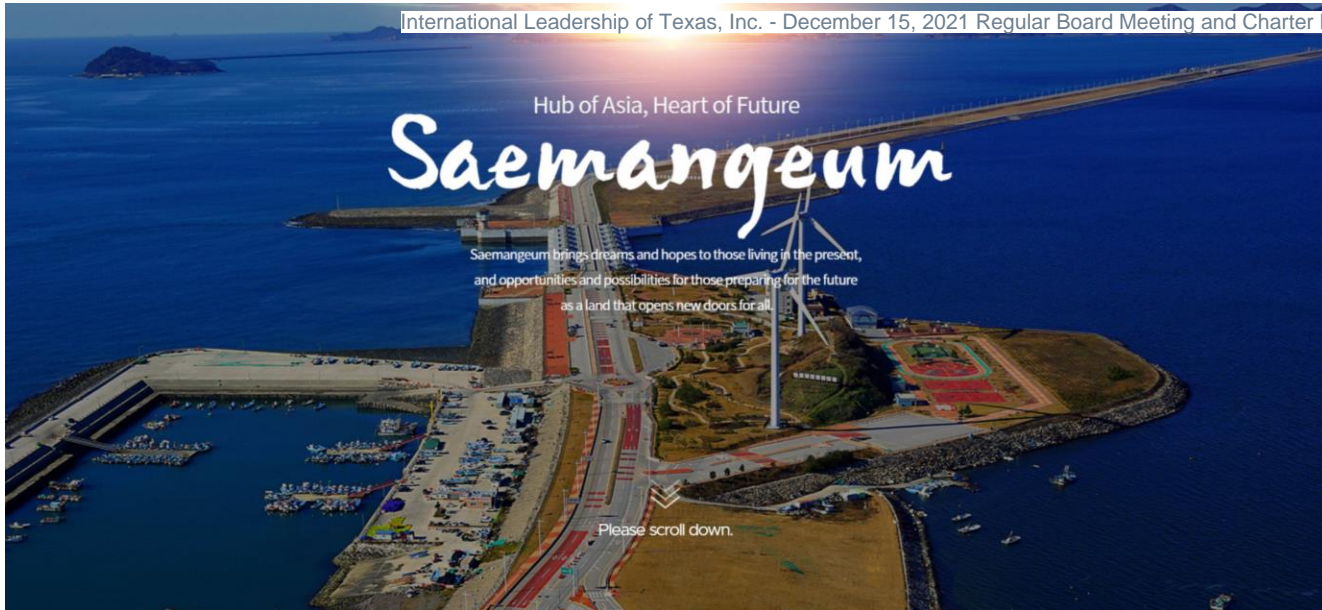 International Leadership of Texas, Inc. - December 15, 2021 Regular Board Meeting and Charter
Hub of Asia, Heart of Future
Saemangeum
Saemangeum brings dreams and hopes to those living in the present,
and opportunities and possibilities for those preparing for the future
as a land that opens new doors for all.
Please scroll down.